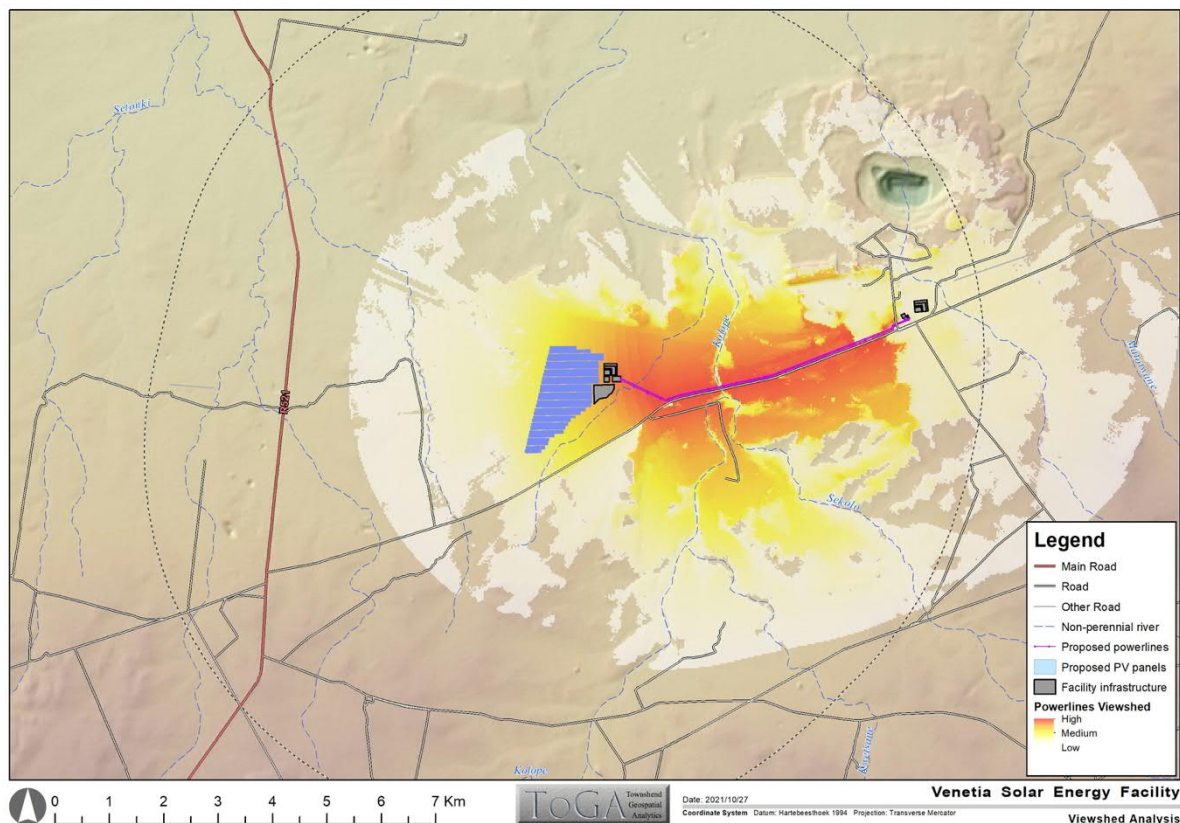 Setonki
R521
Kolope
Sekolo
Matotwane
Kolope
Legend
Main Road
Road
Other Road
Non-perennial river
Proposed powerlines
Proposed PV panels
Facility infrastructure
Powerlines Viewshed
High
Medium
Low
0 1 2 3 4 5 6 7 Km
ToGA
Townshend
Geospatial
Analytics
Date: 2021/10/27
Coordinate System Datum: Hartebeesthoek 1994 Projection: Transverse Mercator
Venetia Solar Energy Facility
Viewshed Analysis